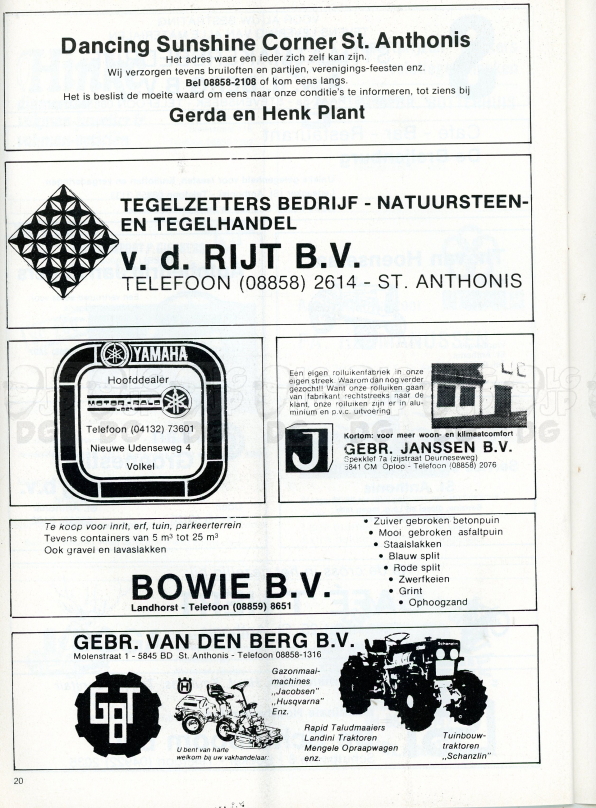 Dancing Sunshine Corner St. Anthonis
Het adres waar een ieder zich zelf kan zijn.
Wij verzorgen tevens bruiloften en partijen, verenigings-feesten enz.
Bel 08858-2108 of kom eens langs.
Het is beslist de moeite waard om eens naar onze conditie's te informeren, tot ziens bij
Gerda en Henk Plant
TEGELZETTERS BEDRIJF - NATUURSTEEN-
EN TEGELHANDEL
v. d. RIJT B.V.
TELEFOON (08858) 2614 - ST. ANTHONIS
YAMAHA
Hoofddealer
Telefoon (04132) 73601
Nieuwe Udenseweg 4
Volkel
Een eigen rolluikenfabriek in onze
eigen streek. Waarom dan nog verder
gezocht!! Want onze rolluiken gaan
van fabrikant rechtstreeks naar de
klant, onze rolluiken zijn er in alu-
minium en p.v.c. uitvoering
J
Kortom: voor meer woon- en klimaatcomfort
GEBR. JANSSEN B.V.
Spekklef 7a (zijstraat Deurneseweg)
5841 CM Oploo - Telefoon (08858) 2076
Te koop voor inrit, erf, tuin, parkeerterrein
Tevens containers van 5 m³ tot 25 m³
Ook gravel en lavaslakken
BOWIE B.V.
Landhorst - Telefoon (08859) 8651
• Zuiver gebroken betonpuin
• Mooi gebroken asfaltpuin
• Staalslakken
• Blauw split
• Rode split
• Zwerfkeien
• Grint
• Ophoogzand
GEBR. VAN DEN BERG B.V.
Molenstraat 1 - 5845 BD St. Anthonis - Telefoon 08858-1316
GBT
H
Gazonmaai-
machines
„Jacobsen"
„Husqvarna"
Enz.
U bent van harte
welkom bij uw vakhandelaar:
Rapid Taludmaaiers
Landini Traktoren
Mengele Opraapwagen
enz.
Schanzlin
Tuinbouw-
traktoren
„Schanzlin"
20